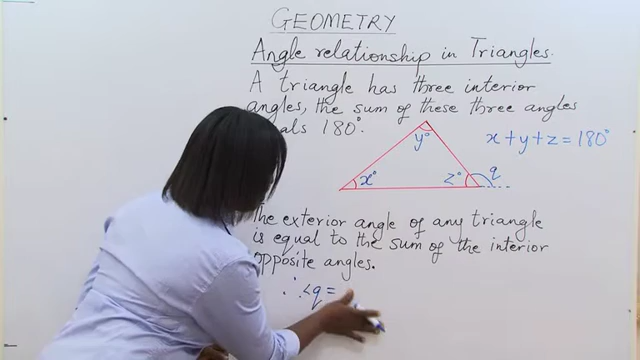 GEOMETRY
Angle relationship in Triangles.
A triangle has three interior
angles, the sum of these three angles
180°.
x+y+z=180°
y°
x°
z°
q
The exterior angle of any triangle
is equal to the sum of the interior
opposite angles.
∴ <q =